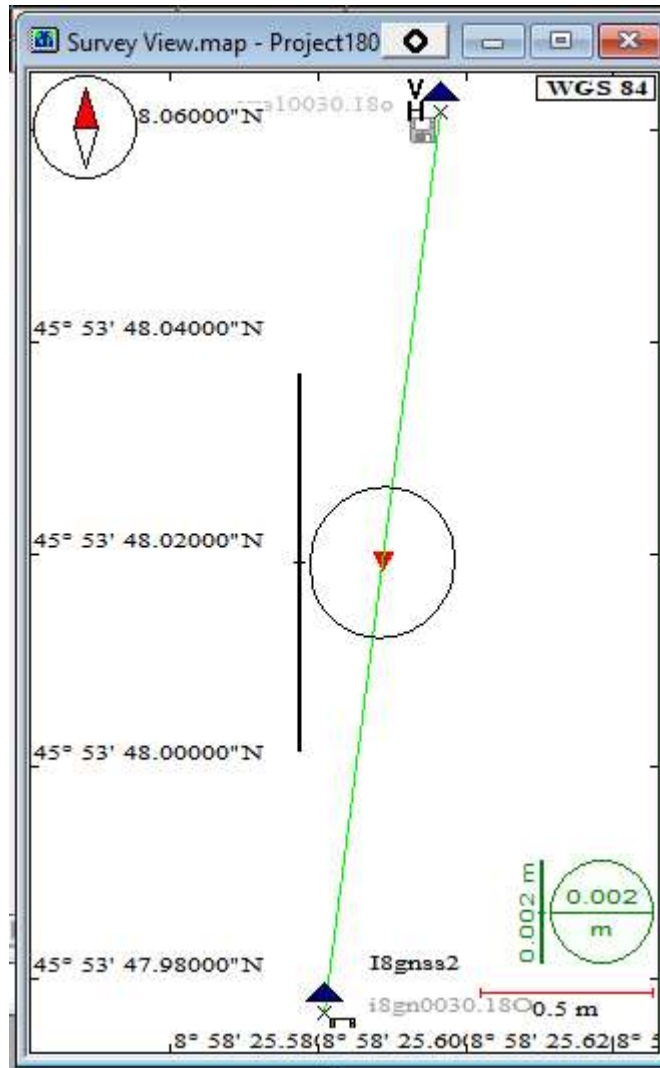 Survey View.map - Project180
WGS 84
V
H
8.06000"N
10030.18o
45° 53' 48.04000"N
45° 53' 48.02000"N
45° 53' 48.00000"N
0.002 m
0.002
m
45° 53' 47.98000"N
I8gnss2
i8gn0030.18O
0.5 m
8° 58' 25.58 8° 58' 25.60 8° 58' 25.62 8° 5